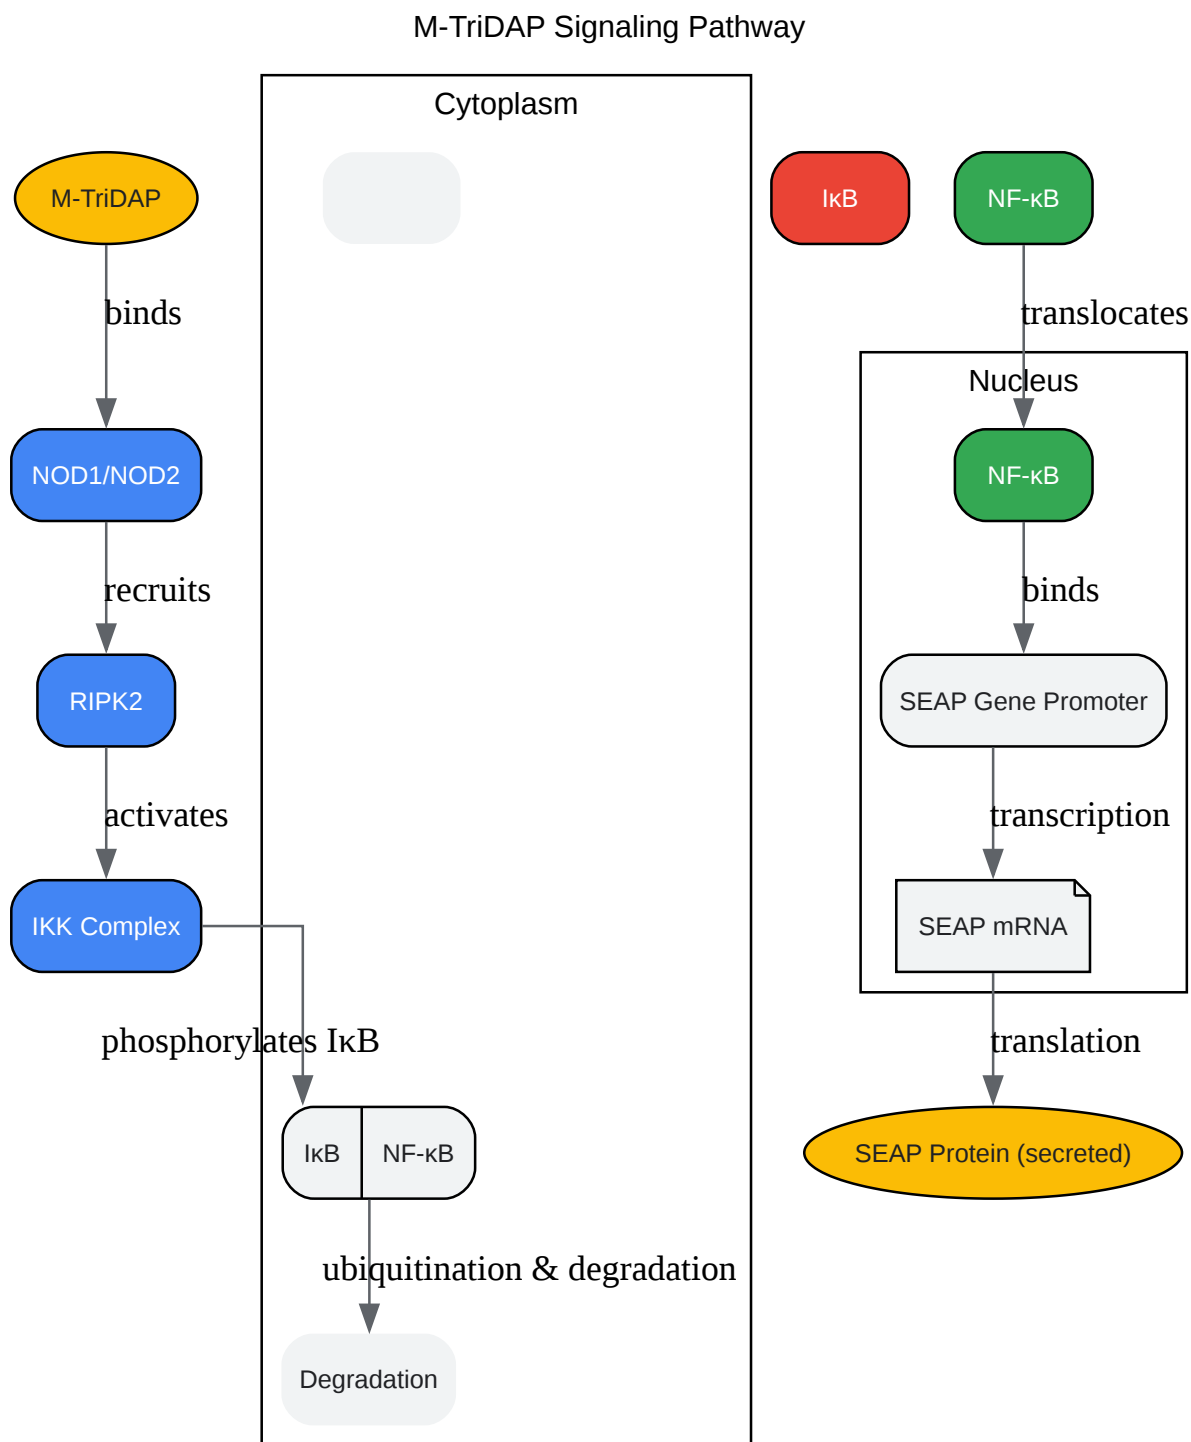 M-TriDAP Signaling Pathway
Cytoplasm
M-TriDAP
IκB
NF-κB
binds
translocates
Nucleus
NOD1/NOD2
NF-κB
recruits
binds
RIPK2
SEAP Gene Promoter
activates
transcription
IKK Complex
SEAP mRNA
phosphorylates IκB
translation
IκB
NF-κB
SEAP Protein (secreted)
ubiquitination & degradation
Degradation